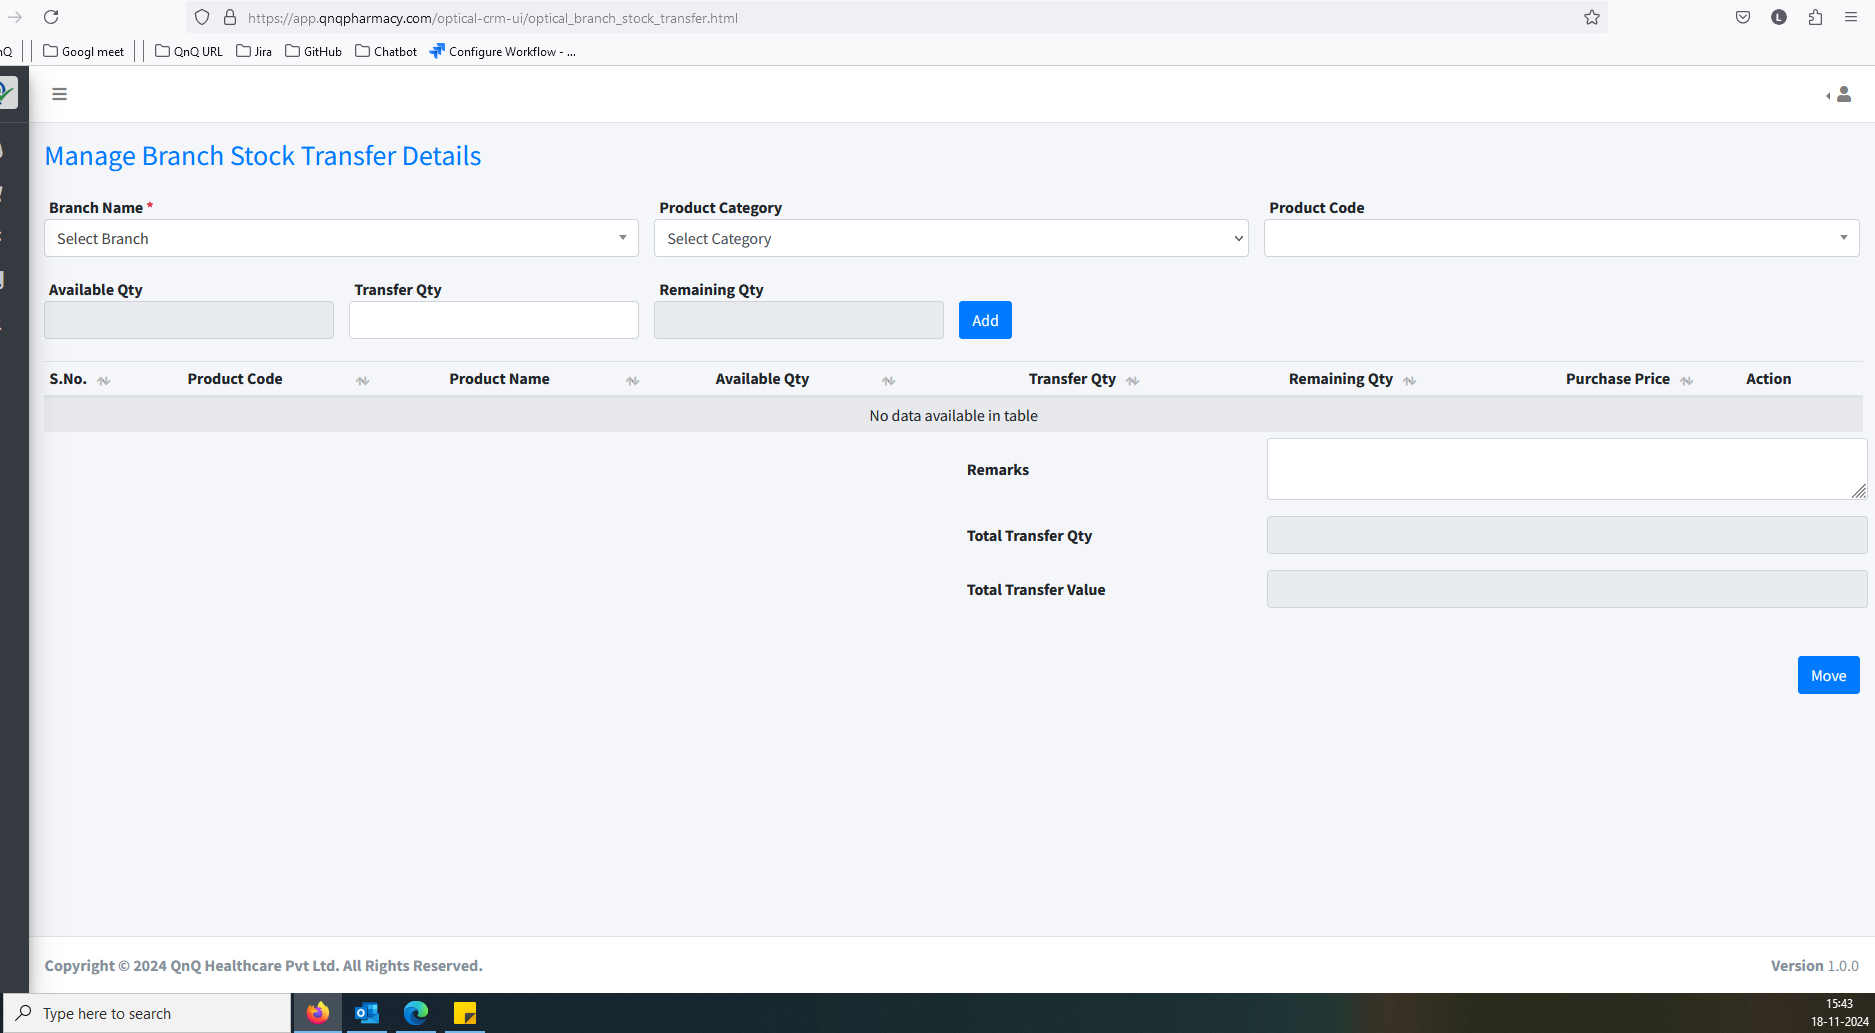 https://app.qnqpharmacy.com/optical-crm-ui/optical_branch_stock_transfer.html
L
Googl meet QnQ URL Jira GitHub Chatbot Configure Workflow - ...
Manage Branch Stock Transfer Details
Branch Name * Product Category Product Code
Select Branch Select Category
Available Qty Transfer Qty Remaining Qty
Add
S.No. Product Code Product Name Available Qty Transfer Qty Remaining Qty Purchase Price Action
No data available in table
Remarks
Total Transfer Qty
Total Transfer Value
Move
Copyright © 2024 QnQ Healthcare Pvt Ltd. All Rights Reserved. Version 1.0.0
Type here to search
15:43
18-11-2024